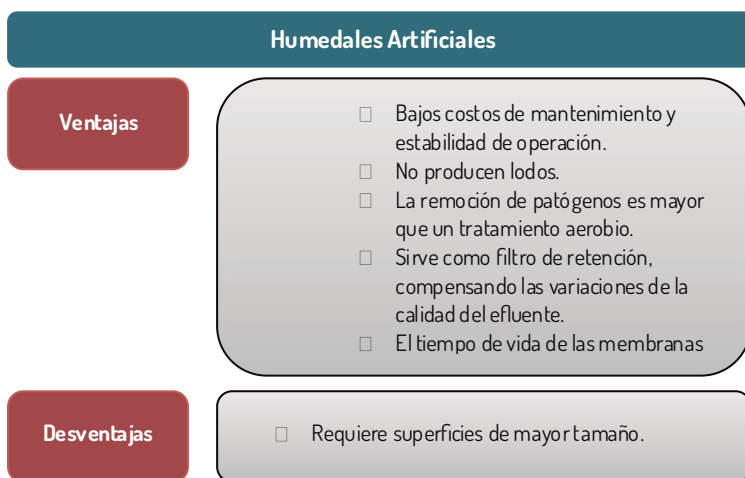 Humedales Artificiales
Ventajas
Bajos costos de mantenimiento y
estabilidad de operación.
No producen lodos.
La remoción de patógenos es mayor
que un tratamiento aerobio.
Sirve como filtro de retención,
compensando las variaciones de la
calidad del efluente.
El tiempo de vida de las membranas
Desventajas
Requiere superficies de mayor tamaño.